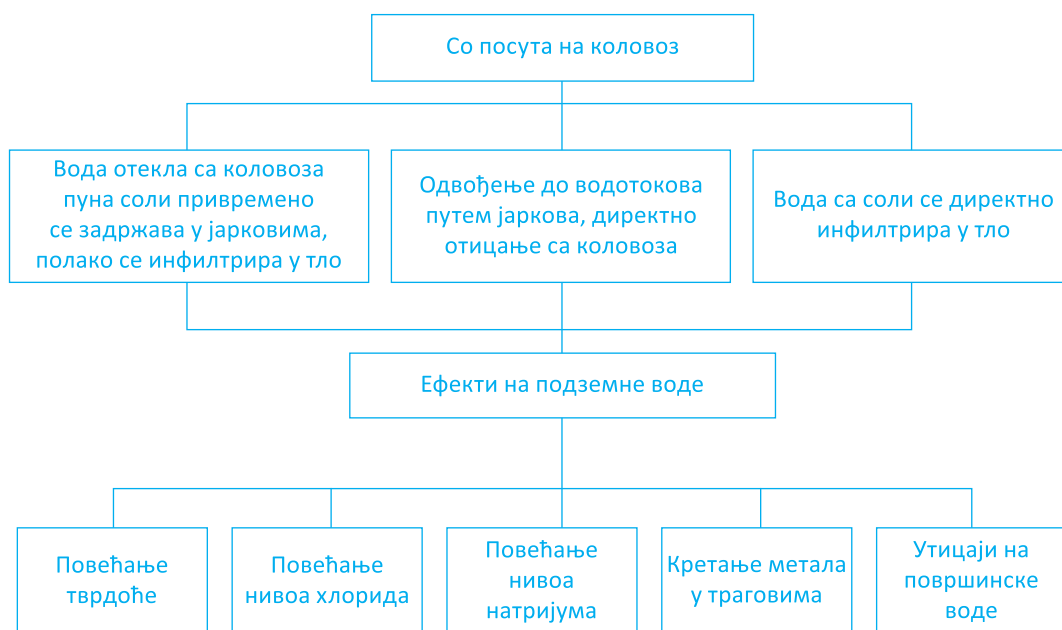 Со посута на коловоз
Вода отекла са коловоза
пуна соли привремено
се задржава у јарковима,
полако се инфилтрира у тло
Одвођење до водотокова
путем јаркова, директно
отицање са коловоза
Вода са соли се директно
инфилтрира у тло
Ефекти на подземне воде
Повећање
тврдоће
Повећање
нивоа хлорида
Повећање
нивоа
натријума
Кретање метала
у траговима
Утицаји на
површинске
воде